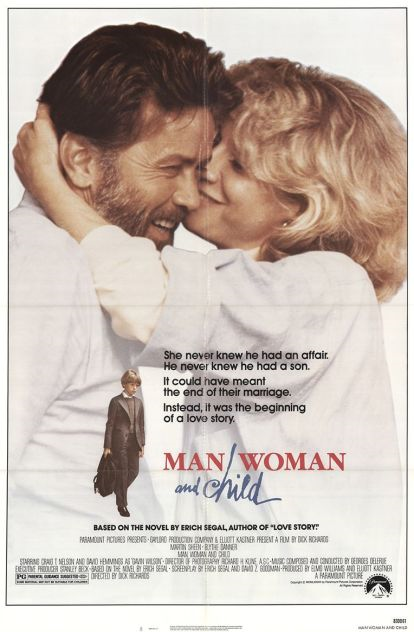 She never knew he had an affair.
He never knew he had a son.
It could have meant
the end of their marriage.
Instead, it was the beginning
of a love story.
MAN/WOMAN
and child
BASED ON THE NOVEL BY ERICH SEGAL, AUTHOR OF "LOVE STORY."
PARAMOUNT PICTURES PRESENTS · GAYLORD PRODUCTION COMPANY & ELLIOTT KASTNER PRESENT A FILM BY DICK RICHARDS
MARTIN SHEEN · BLYTHE DANNER
MAN, WOMAN AND CHILD
STARRING CRAIG T. NELSON AND DAVID HEMMINGS AS 'GAVIN WILSON' · DIRECTOR OF PHOTOGRAPHY RICHARD H. KLINE, A.S.C. · MUSIC COMPOSED AND CONDUCTED BY GEORGES DELERUE
EXECUTIVE PRODUCER STANLEY BECK · BASED ON THE NOVEL BY ERICH SEGAL · SCREENPLAY BY ERICH SEGAL AND DAVID Z. GOODMAN · PRODUCED BY ELMO WILLIAMS AND ELLIOTT KASTNER
PG PARENTAL GUIDANCE SUGGESTED
DIRECTED BY DICK RICHARDS
A PARAMOUNT PICTURE
MAN, WOMAN AND CHILD